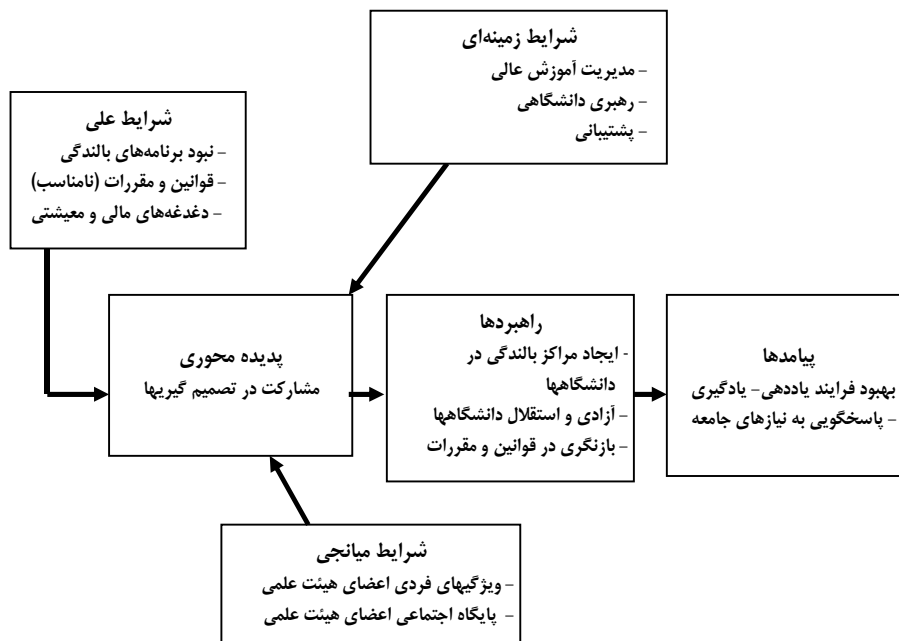 شرایط زمینه‌ای
- مدیریت آموزش عالی
- رهبری دانشگاهی
- پشتیبانی
شرایط علی
- نبود برنامه‌های بالندگی
- قوانین و مقررات (نامناسب)
- دغدغه‌های مالی و معیشتی
پدیده محوری
مشارکت در تصمیم گیریها
راهبردها
- ایجاد مراکز بالندگی در
دانشگاهها
- آزادی و استقلال دانشگاهها
- بازنگری در قوانین و مقررات
پیامدها
بهبود فرایند یاددهی- یادگیری
- پاسخگویی به نیازهای جامعه
شرایط میانجی
- ویژگیهای فردی اعضای هیئت علمی
- پایگاه اجتماعی اعضای هیئت علمی